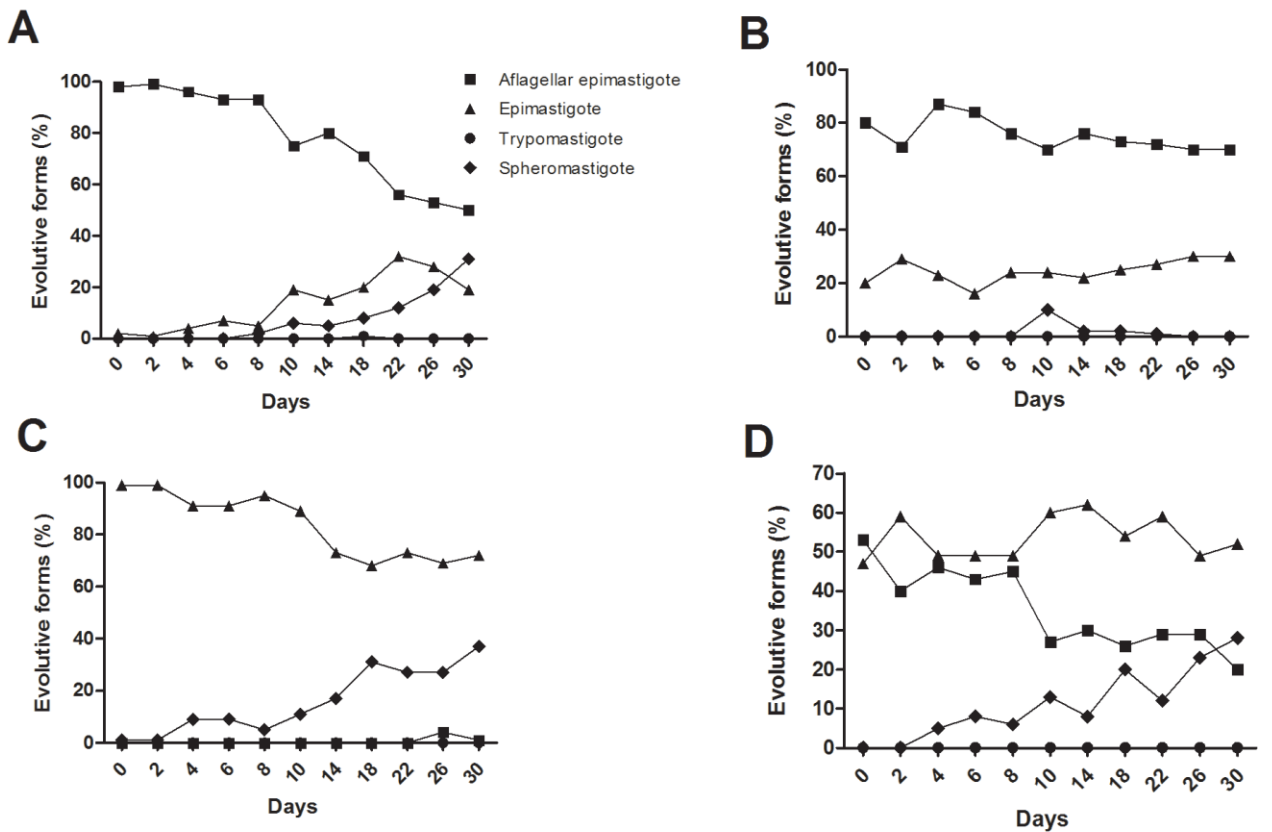 A
Evolutive forms (%)
100
80
60
40
20
0
0 2 4 6 8 10 14 18 22 26 30
Days
Aflagellar epimastigote
Epimastigote
Trypomastigote
Spheromastigote
B
Evolutive forms (%)
100
80
60
40
20
0
0 2 4 6 8 10 14 18 22 26 30
Days
C
Evolutive forms (%)
100
80
60
40
20
0
0 2 4 6 8 10 14 18 22 26 30
Days
D
Evolutive forms (%)
70
60
50
40
30
20
10
0
0 2 4 6 8 10 14 18 22 26 30
Days